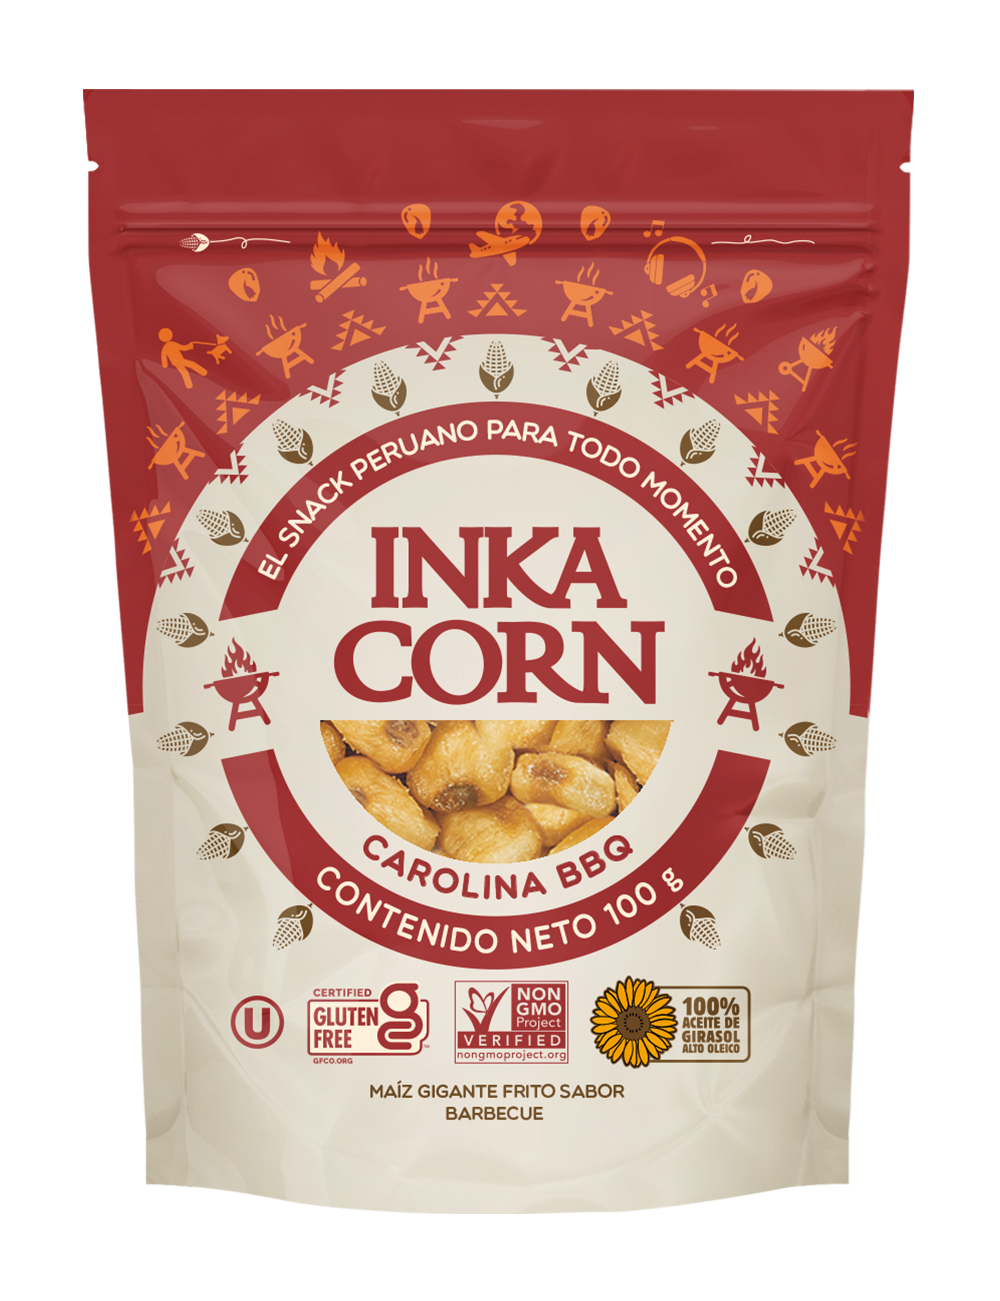 EL SNACK PERUANO PARA TODO MOMENTO
INKA
CORN
CAROLINA BBQ
CONTENIDO NETO 100 g
U
CERTIFIED
GLUTEN
FREE
GFCO.ORG
g
TM
NON
GMO
Project
VERIFIED
nongmoproject.org
100%
ACEITE DE
GIRASOL
ALTO OLEICO
MAÍZ GIGANTE FRITO SABOR
BARBECUE